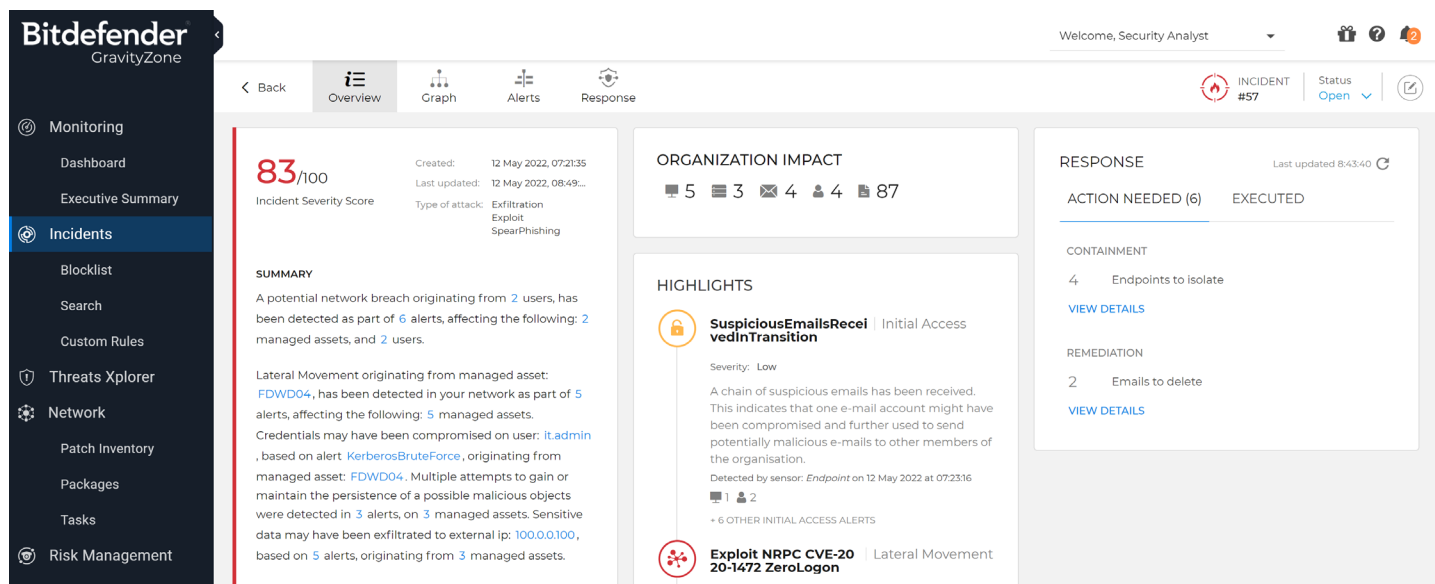 Bitdefender
GravityZone
Monitoring
Dashboard
Executive Summary
Incidents
Blocklist
Search
Custom Rules
Threats Xplorer
Network
Patch Inventory
Packages
Tasks
Risk Management
Welcome, Security Analyst
2
Back
Overview
Graph
Alerts
Response
INCIDENT
#57
Status
Open
83/100
Incident Severity Score
Created: 12 May 2022, 07:21:35
Last updated: 12 May 2022, 08:49:...
Type of attack: Exfiltration
Exploit
SpearPhishing
SUMMARY
A potential network breach originating from 2 users, has
been detected as part of 6 alerts, affecting the following: 2
managed assets, and 2 users.
Lateral Movement originating from managed asset:
FDWD04, has been detected in your network as part of 5
alerts, affecting the following: 5 managed assets.
Credentials may have been compromised on user: it.admin
, based on alert KerberosBruteForce, originating from
managed asset: FDWD04. Multiple attempts to gain or
maintain the persistence of a possible malicious objects
were detected in 3 alerts, on 3 managed assets. Sensitive
data may have been exfiltrated to external ip: 100.0.0.100,
based on 5 alerts, originating from 3 managed assets.
ORGANIZATION IMPACT
5 3 4 4 87
HIGHLIGHTS
SuspiciousEmailsRecei Initial Access
vedInTransition
Severity: Low
A chain of suspicious emails has been received.
This indicates that one e-mail account might have
been compromised and further used to send
potentially malicious e-mails to other members of
the organisation.
Detected by sensor: Endpoint on 12 May 2022 at 07:23:16
1 2
+ 6 OTHER INITIAL ACCESS ALERTS
Exploit NRPC CVE-20 Lateral Movement
20-1472 ZeroLogon
RESPONSE
Last updated 8:43:40
ACTION NEEDED (6) EXECUTED
CONTAINMENT
4 Endpoints to isolate
VIEW DETAILS
REMEDIATION
2 Emails to delete
VIEW DETAILS